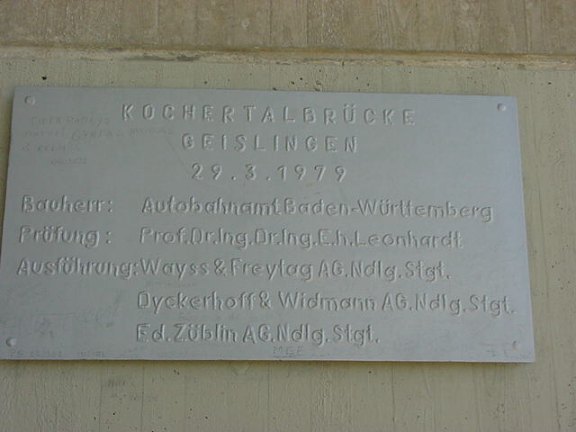 KOCHERTALBRÜCKE
GEISLINGEN
29.3.1979
Bauherr: Autobahnamt Baden-Württemberg
Prüfung: Prof.Dr.Ing.Dr.Ing.E.h.Leonhardt
Ausführung: Wayss & Freytag AG.Ndlg.Stgt.
Dyckerhoff & Widmann AG.Ndlg.Stgt.
Ed.Züblin AG.Ndlg.Stgt.